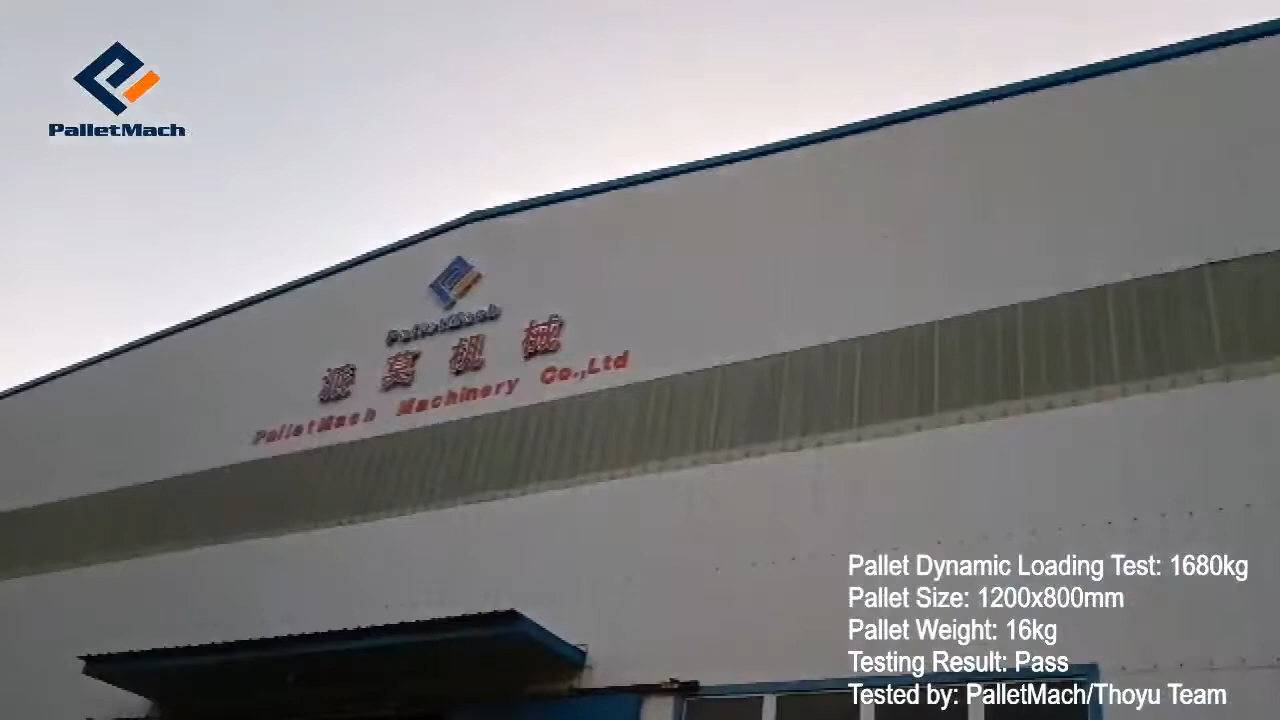 PalletMach
PalletMach
派莫机械
PalletMach Machinery Co.,Ltd
Pallet Dynamic Loading Test: 1680kg
Pallet Size: 1200x800mm
Pallet Weight: 16kg
Testing Result: Pass
Tested by: PalletMach/Thoyu Team